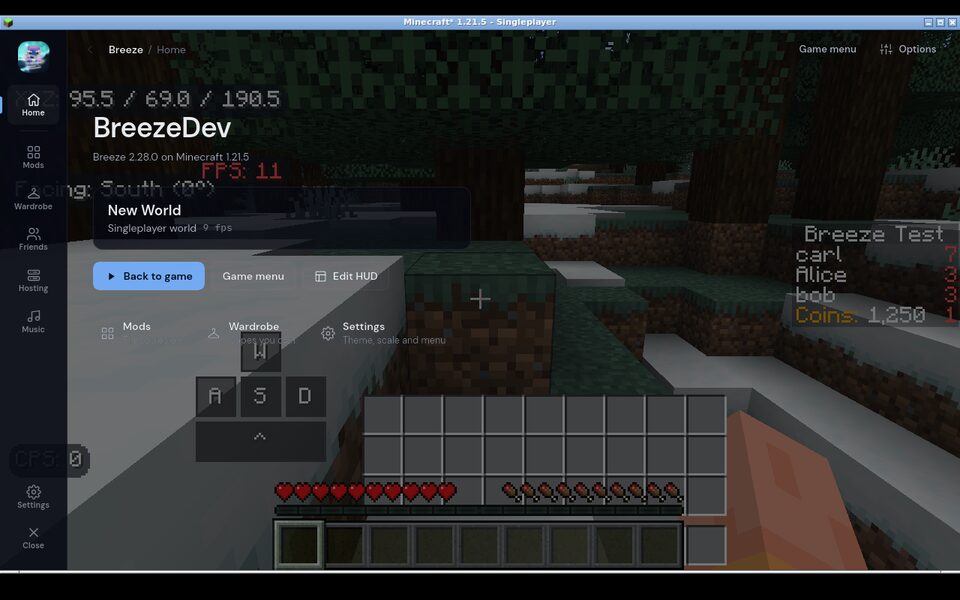 Minecraft* 1.21.5 - Singleplayer
Breeze / Home
Game menu
Options
Home
95.5 / 69.0 / 190.5
BreezeDev
Breeze 2.28.0 on Minecraft 1.21.5
FPS: 11
Mods
Facing: South (0°)
Wardrobe
New World
Singleplayer world 9 fps
Friends
Breeze Test
carl 7
Alice 3
bob 3
Coins: 1,250 1
Back to game
Game menu
Edit HUD
Hosting
Music
Mods
Wardrobe
Settings
Theme, scale and menu
W
A S D
^
CPS: 0
Settings
Close